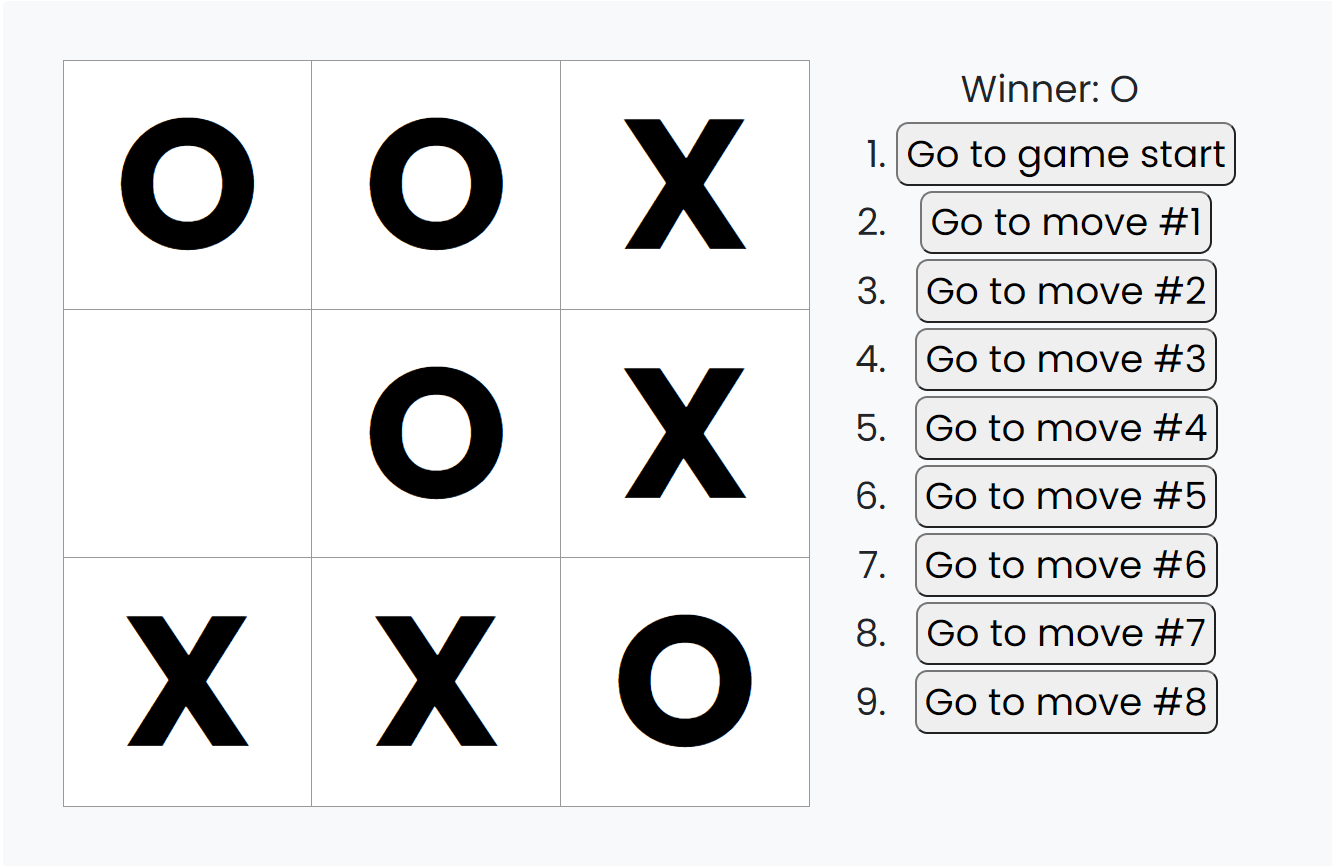 O O X
O X
X X O
Winner: O
1. Go to game start
2. Go to move #1
3. Go to move #2
4. Go to move #3
5. Go to move #4
6. Go to move #5
7. Go to move #6
8. Go to move #7
9. Go to move #8